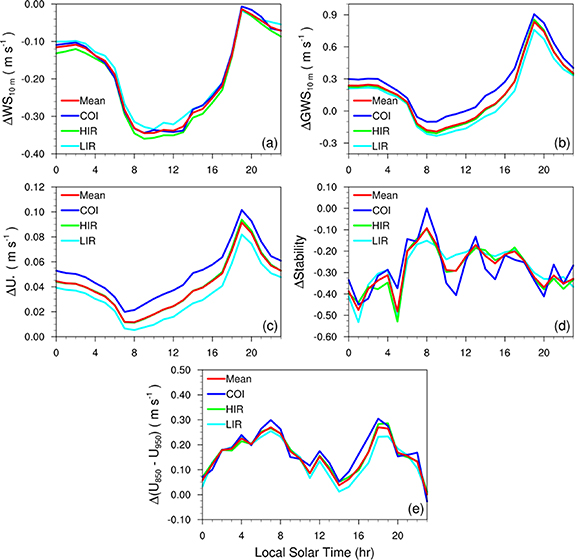 0.00
-0.10
-0.20
-0.30
-0.40
ΔWS10 m ( m s-1)
Mean
COI
HIR
LIR
(a)
0 4 8 12 16 20
0.9
0.6
0.3
0.0
-0.3
ΔGWS10 m ( m s-1)
Mean
COI
HIR
LIR
(b)
0 4 8 12 16 20
0.12
0.10
0.08
0.06
0.04
0.02
0.00
ΔU* ( m s-1)
Mean
COI
HIR
LIR
(c)
0 4 8 12 16 20
0.10
0.00
-0.10
-0.20
-0.30
-0.40
-0.50
-0.60
ΔStability
Mean
COI
HIR
LIR
(d)
0 4 8 12 16 20
0.50
0.40
0.30
0.20
0.10
0.00
-0.10
Δ(U850 - U950) ( m s-1)
Mean
COI
HIR
LIR
(e)
0 4 8 12 16 20
Local Solar Time (hr)